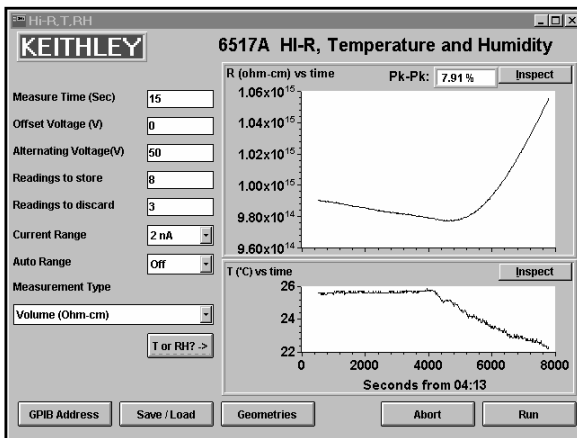 Hi-R,T,RH
KEITHLEY
6517A HI-R, Temperature and Humidity
Measure Time (Sec) 15
Offset Voltage (V) 0
Alternating Voltage(V) 50
Readings to store 8
Readings to discard 3
Current Range 2 nA
Auto Range Off
Measurement Type
Volume (Ohm-cm)
T or RH? ->
R (ohm-cm) vs time Pk-Pk: 7.91 % Inspect
1.06x10^15
1.06x10^15
1.04x10^15
1.02x10^15
1.00x10^15
9.80x10^14
9.60x10^14
T (°C) vs time Inspect
26
24
22
0 2000 4000 6000 8000
Seconds from 04:13
GPIB Address Save / Load Geometries Abort Run